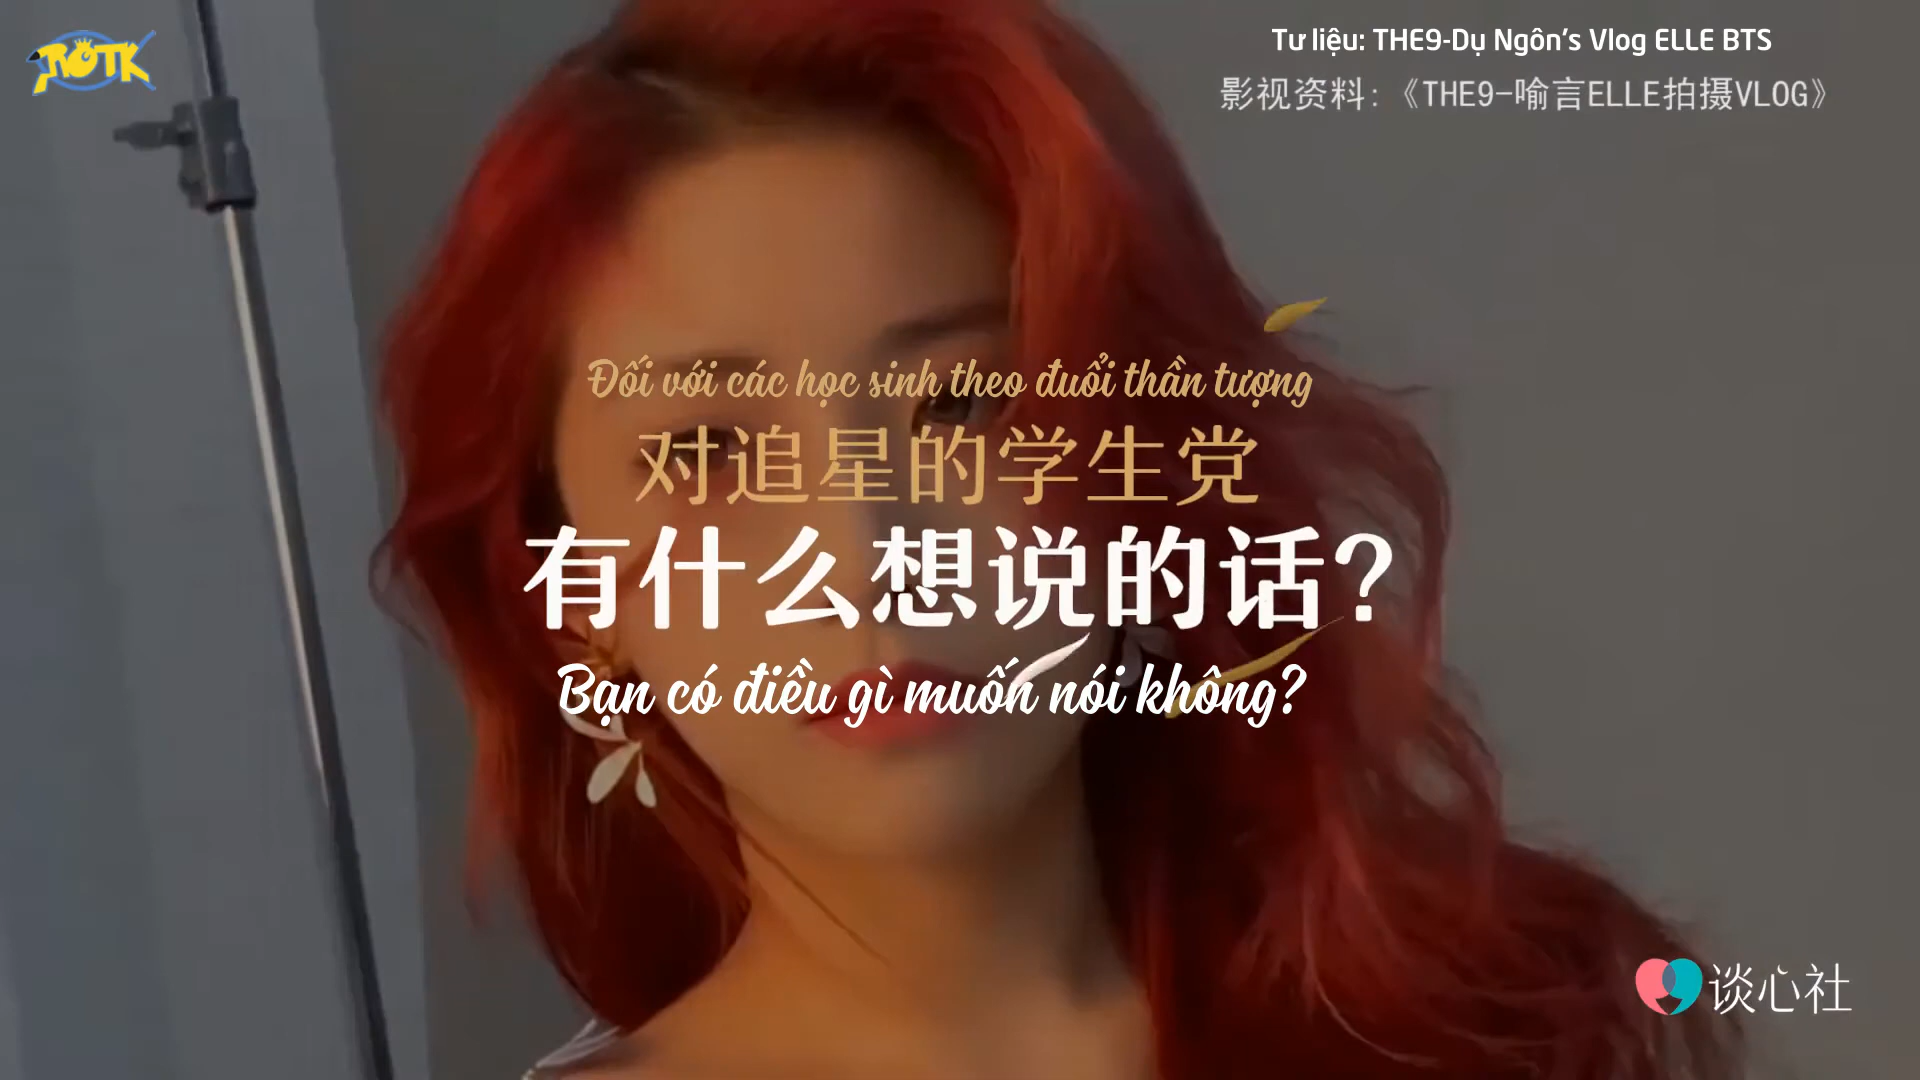 ROTK
Tư liệu: THE9-Dụ Ngôn's Vlog ELLE BTS
影视资料:《THE9-喻言ELLE拍摄VLOG》
Đối với các học sinh theo đuổi thần tượng
对追星的学生党
有什么想说的话?
Bạn có điều gì muốn nói không?
谈心社